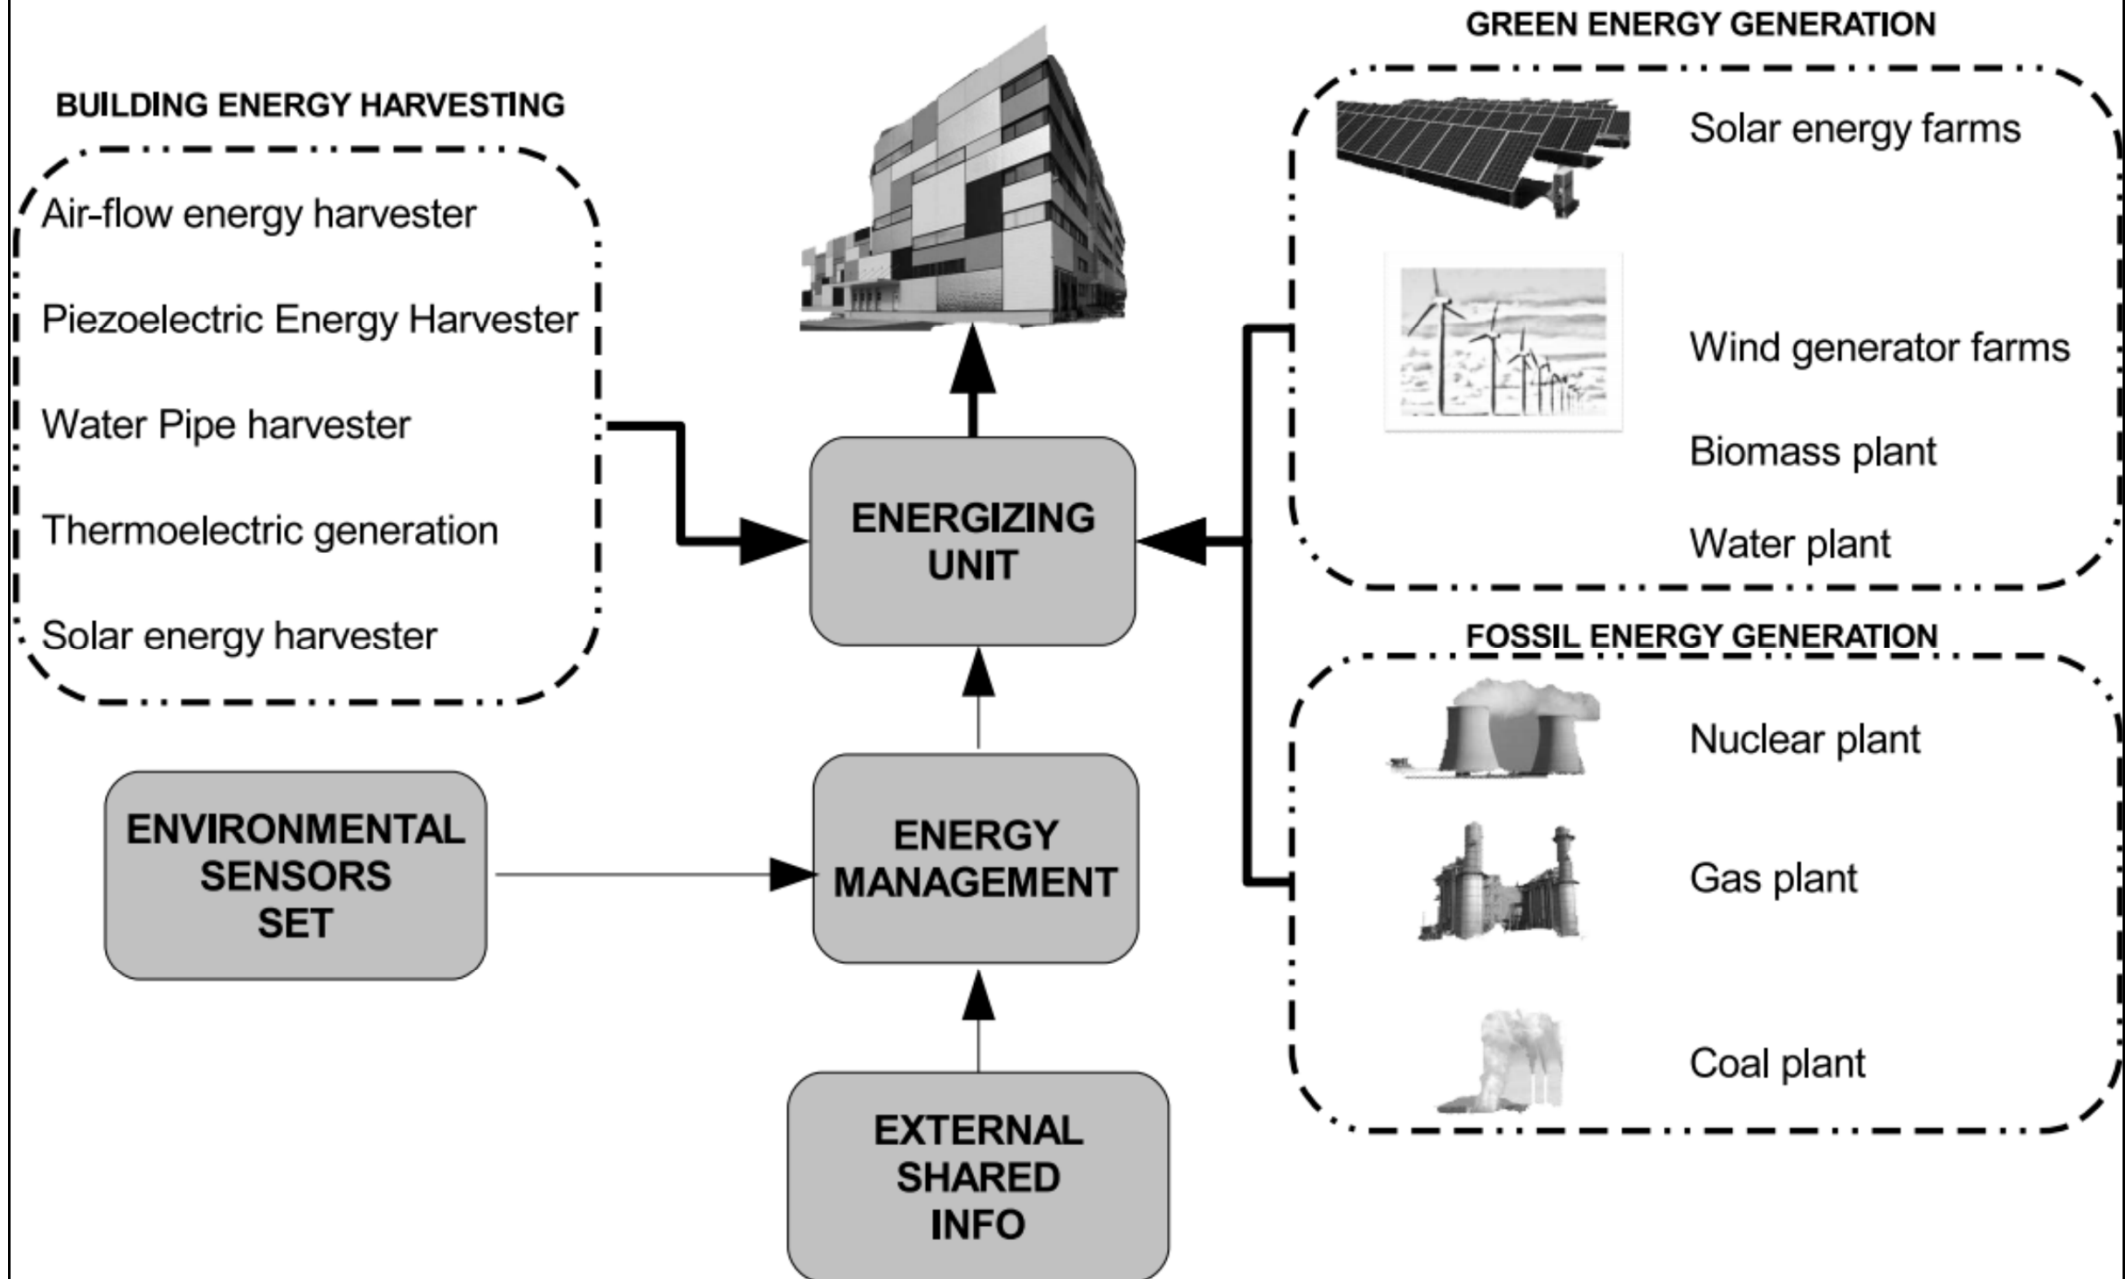 GREEN ENERGY GENERATION
BUILDING ENERGY HARVESTING
Air-flow energy harvester
Piezoelectric Energy Harvester
Water Pipe harvester
Thermoelectric generation
Solar energy harvester
Solar energy farms
Wind generator farms
Biomass plant
Water plant
ENERGIZING
UNIT
FOSSIL ENERGY GENERATION
Nuclear plant
Gas plant
Coal plant
ENVIRONMENTAL
SENSORS
SET
ENERGY
MANAGEMENT
EXTERNAL
SHARED
INFO